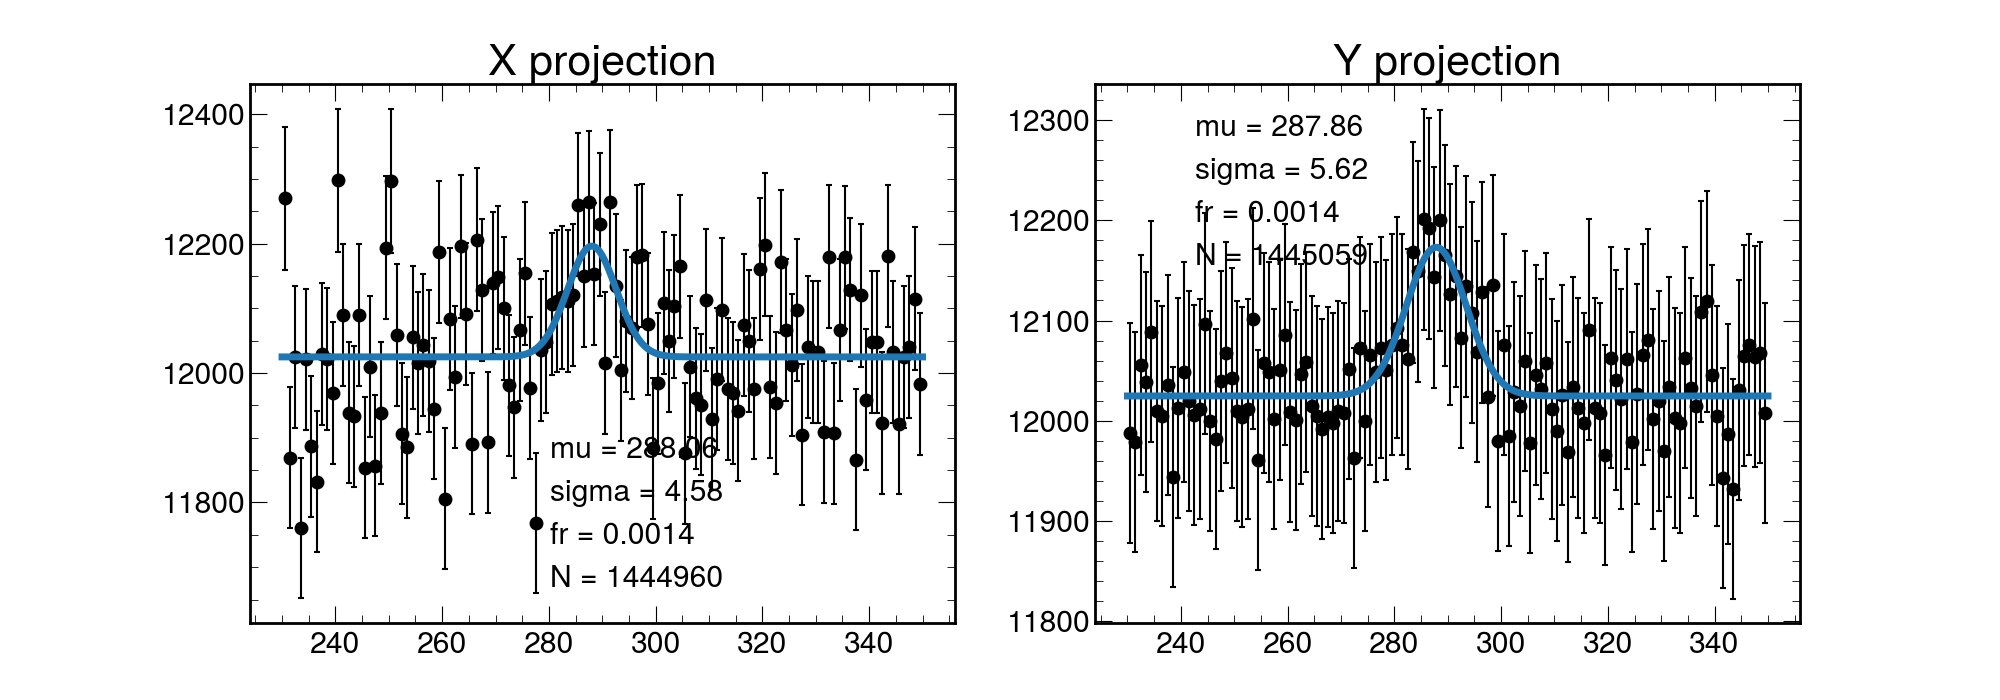 X projection
12400
12200
12000
11800
mu = 288.06
sigma = 4.58
fr = 0.0014
N = 1444960
240 260 280 300 320 340
Y projection
12300
12200
12100
12000
11900
11800
mu = 287.86
sigma = 5.62
fr = 0.0014
N = 1445059
240 260 280 300 320 340